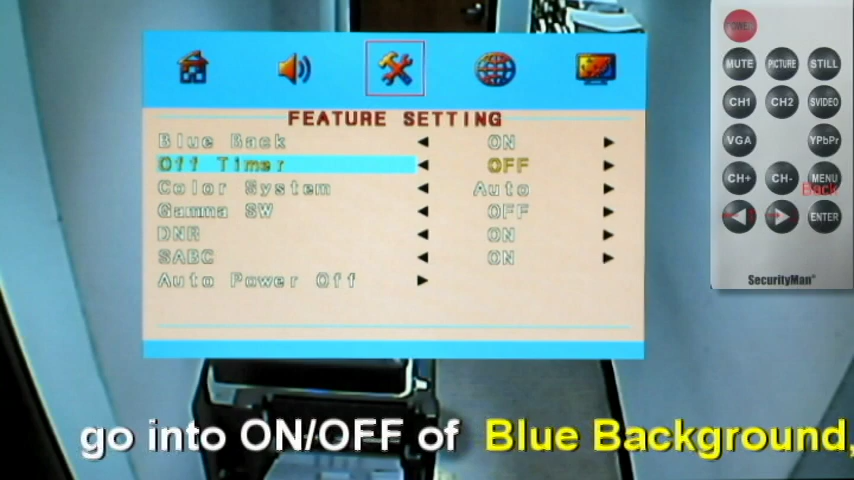 FEATURE SETTING
Blue Back ON
Off Timer OFF
Color System Auto
Gamma SW OFF
DNR ON
SABC ON
Auto Power Off
POWER
MUTE PICTURE STILL
CH1 CH2 SVIDEO
VGA YPbPr
CH+ CH- MENU
Back
ENTER
SecurityMan®
go into ON/OFF of Blue Background,